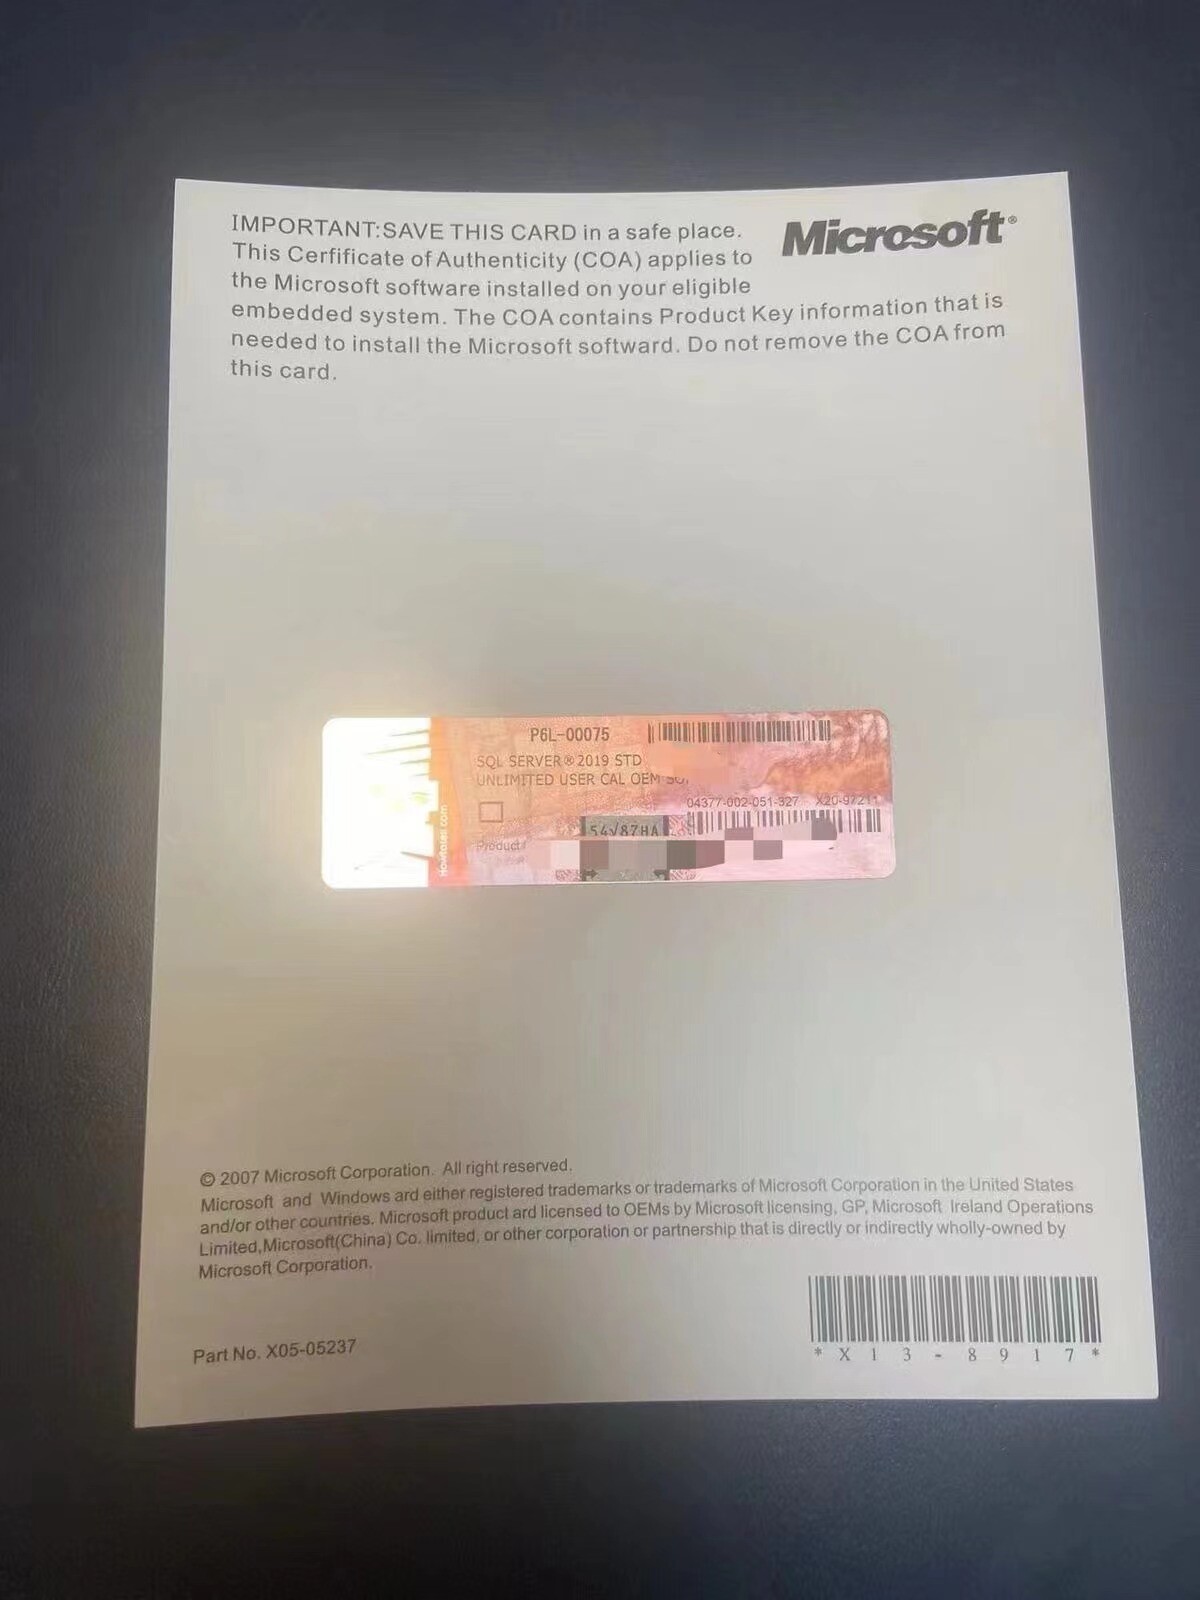 IMPORTANT:SAVE THIS CARD in a safe place.
Microsoft®
This Cerfificate of Authenticity (COA) applies to
the Microsoft software installed on your eligible
embedded system. The COA contains Product Key information that is
needed to install the Microsoft softward. Do not remove the COA from
this card.
P6L-00075
SQL SERVER® 2019 STD
UNLIMITED USER CAL OEM
04377-002-051-327 X20-97211
Product
© 2007 Microsoft Corporation. All right reserved.
Microsoft and Windows ard either registered trademarks or trademarks of Microsoft Corporation in the United States
and/or other countries. Microsoft product ard licensed to OEMs by Microsoft licensing, GP, Microsoft Ireland Operations
Limited,Microsoft(China) Co. limited, or other corporation or partnership that is directly or indirectly wholly-owned by
Microsoft Corporation.
Part No. X05-05237
*X13-8917*